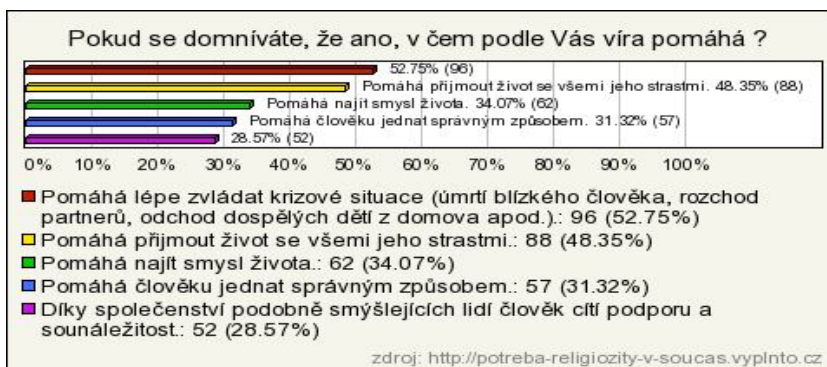 Pokud se domníváte, že ano, v čem podle Vás víra pomáhá ?
52.75% (96)
Pomáhá přijmout život se všemi jeho strastmi. 48.35% (88)
Pomáhá najít smysl života. 34.07% (62)
Pomáhá člověku jednat správným způsobem. 31.32% (57)
28.57% (52)
0% 10% 20% 30% 40% 50% 60% 70% 80% 90% 100%
Pomáhá lépe zvládat krizové situace (úmrtí blízkého člověka, rozchod
partnerů, odchod dospělých dětí z domova apod.).: 96 (52.75%)
Pomáhá přijmout život se všemi jeho strastmi.: 88 (48.35%)
Pomáhá najít smysl života.: 62 (34.07%)
Pomáhá člověku jednat správným způsobem.: 57 (31.32%)
Díky společenství podobně smýšlejících lidí člověk cítí podporu a
sounáležitost.: 52 (28.57%)
zdroj: http://potreba-religiozity-v-soucas.vyplnto.cz